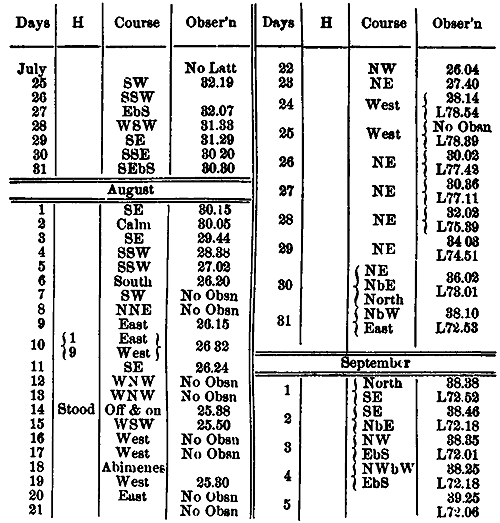 Days H Course Obser'n
July No Latt
25 SW 32.19
26 SSW
27 EbS 32.07
28 WSW 31.33
29 SE 31.29
30 SSE 30 20
31 SEbS 30.30
August
1 SE 30.15
2 Calm 30.05
3 SE 29.44
4 SSW 28.38
5 SSW 27.02
6 South 26.20
7 SW No Obsn
8 NNE No Obsn
9 East 26.15
10 { 1 East }
{ 9 West } 26 32
11 SE 26.24
12 WNW No Obsn
13 WNW No Obsn
14 Stood Off & on 25.38
15 WSW 25.50
16 West No Obsn
17 West No Obsn
18 Abimenes
19 West 25.30
20 East No Obsn
21 No Obsn
Days H Course Obser'n
22 NW 26.04
23 NE 27.40
24 West { 28.14
L78.54
25 West { No Obsn
L78.39
26 NE { 30.02
L77.42
27 NE { 30.36
L77.11
28 NE { 32.02
L75.39
29 NE 34 03
L74.51
30 { NE
NbE 36.02
North L73.01
31 { NbW 38.10
East L72.53
September
1 { North 38.38
SE L72.52
2 { SE 38.46
NbE L72.18
3 { NW 38.35
EbS L72.01
4 { NWbW 38.25
EbS L72.18
5 39.25
L72.06